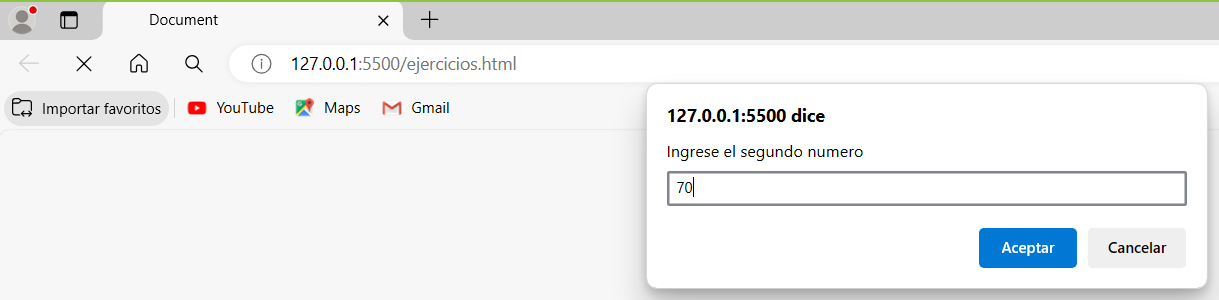 Document
127.0.0.1:5500/ejercicios.html
Importar favoritos YouTube Maps Gmail
127.0.0.1:5500 dice
Ingrese el segundo numero
70
Aceptar Cancelar